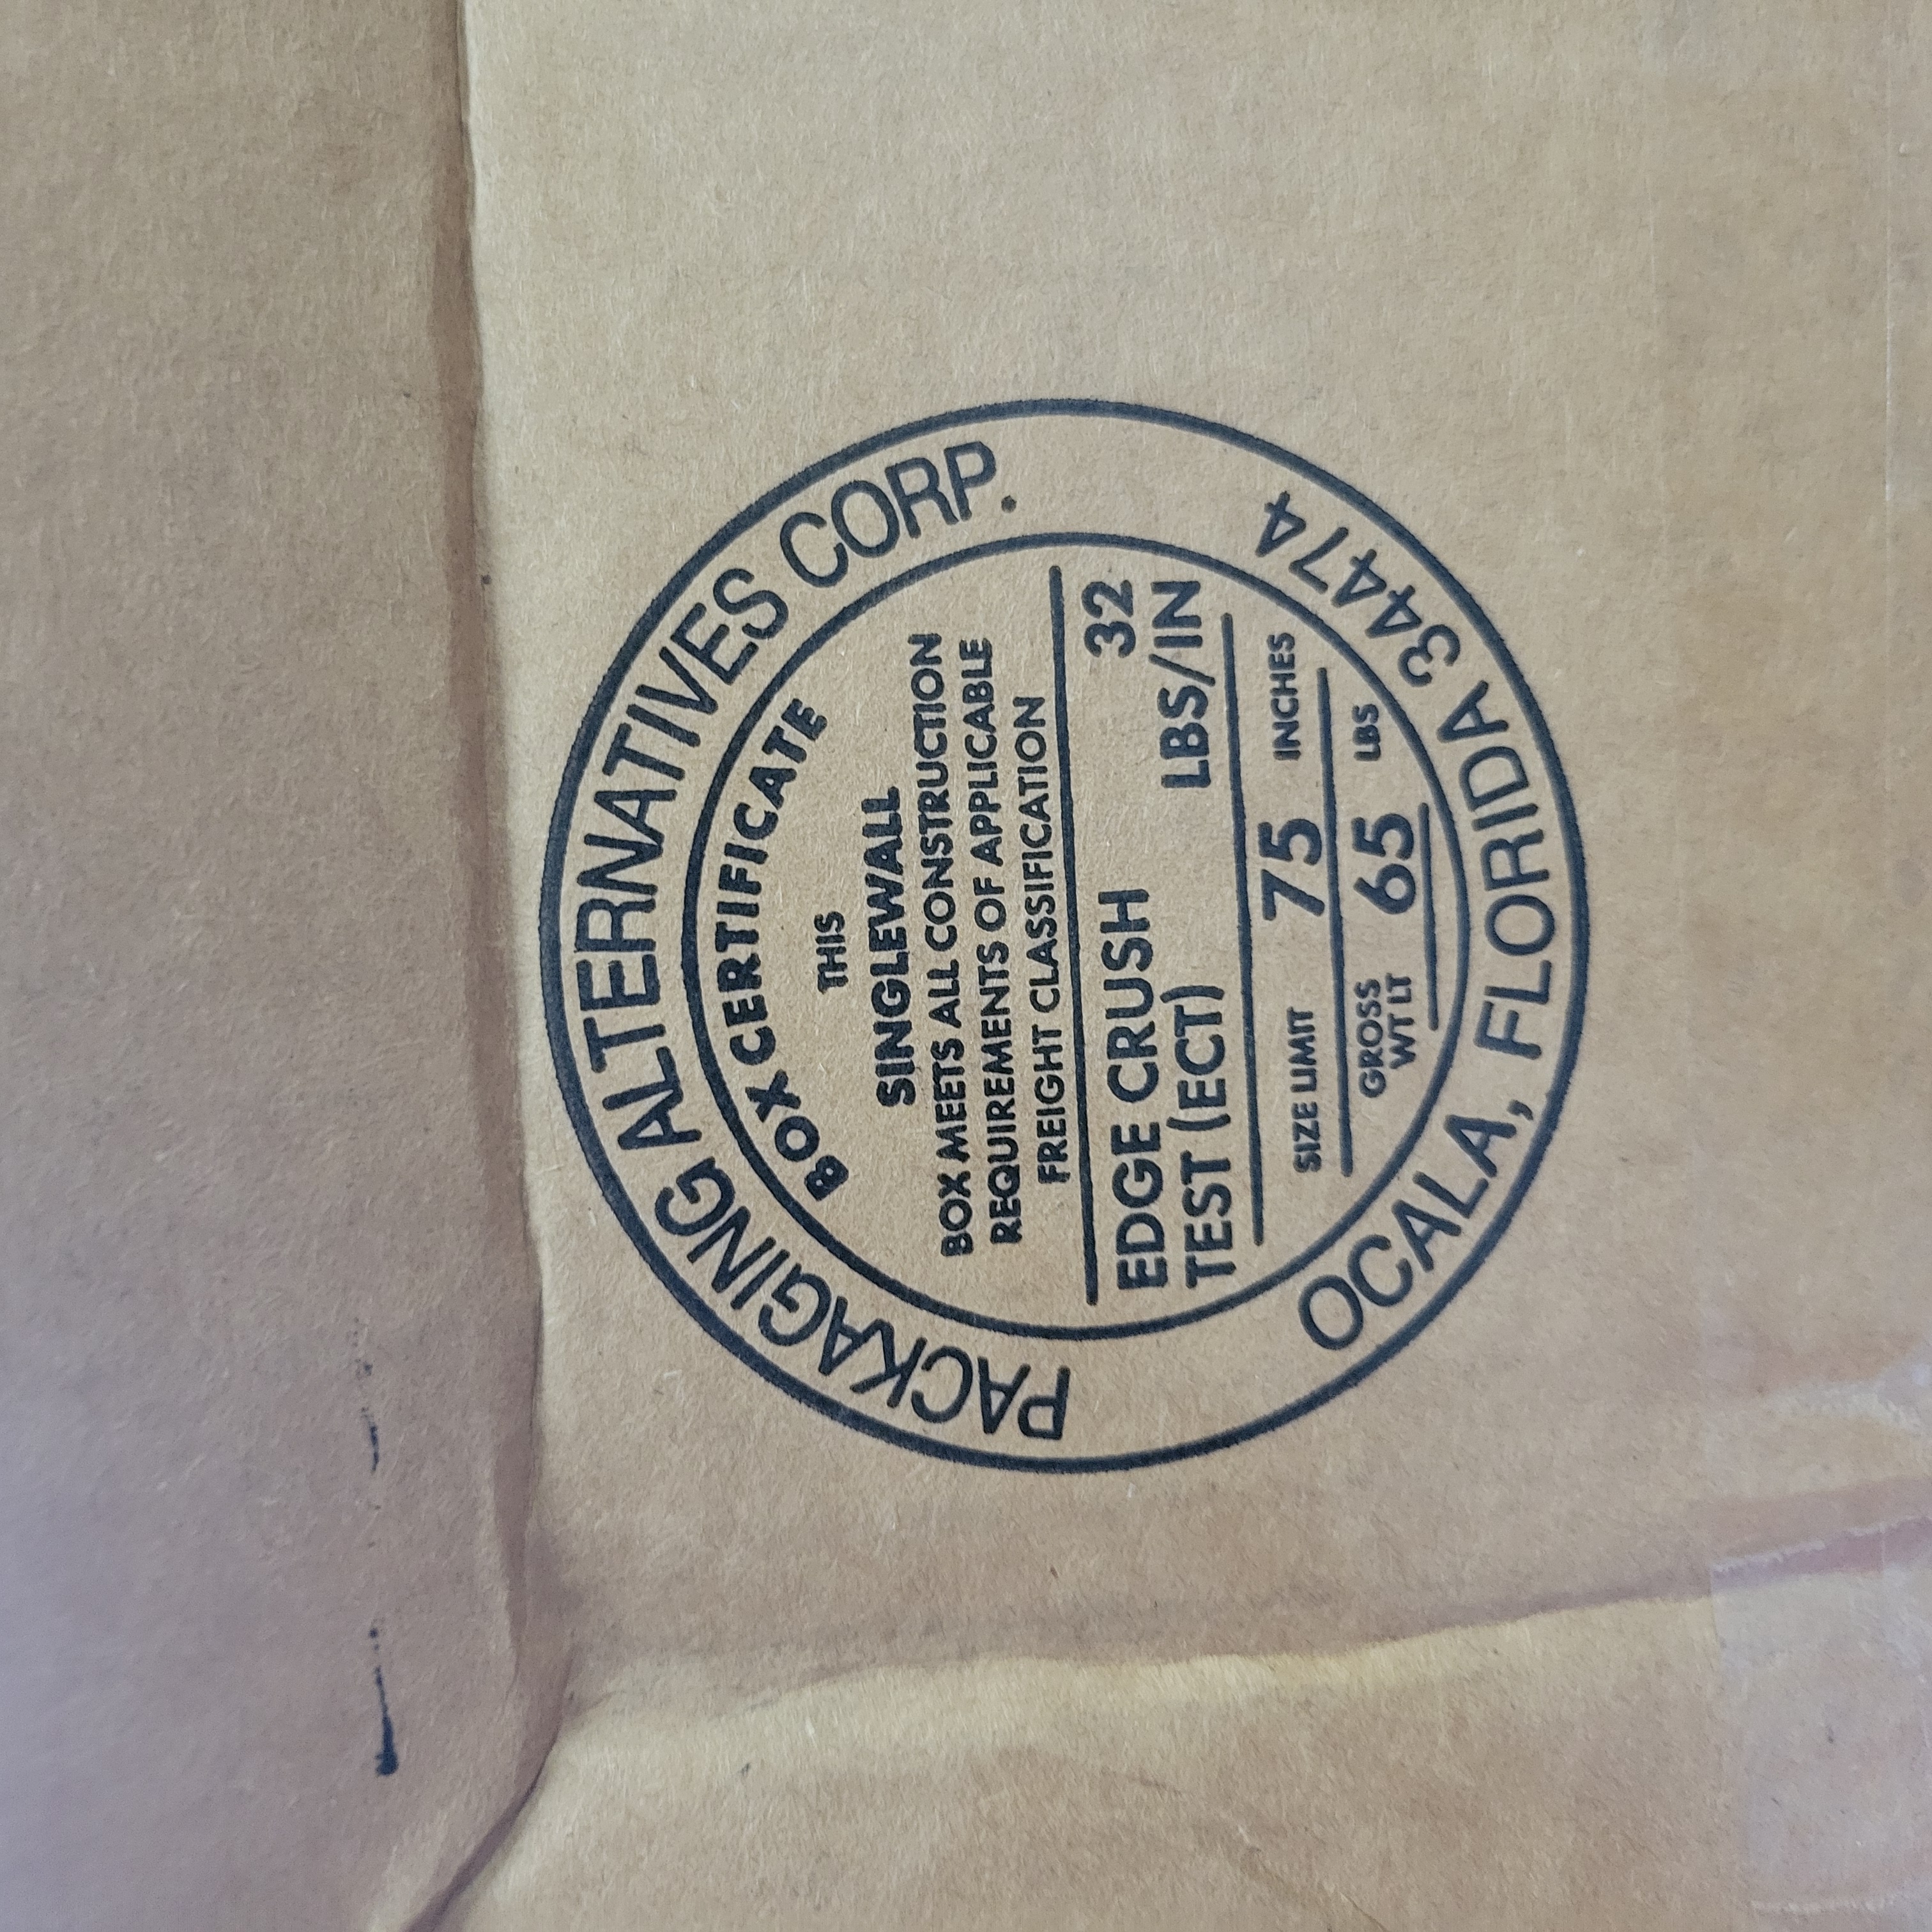 PACKAGING ALTERNATIVES CORP.
BOX CERTIFICATE
THIS
SINGLEWALL
BOX MEETS ALL CONSTRUCTION
REQUIREMENTS OF APPLICABLE
FREIGHT CLASSIFICATION
EDGE CRUSH 32
TEST (ECT) LBS/IN
SIZE LIMIT 75 INCHES
GROSS
WT LT 65 LBS
OCALA, FLORIDA 34474